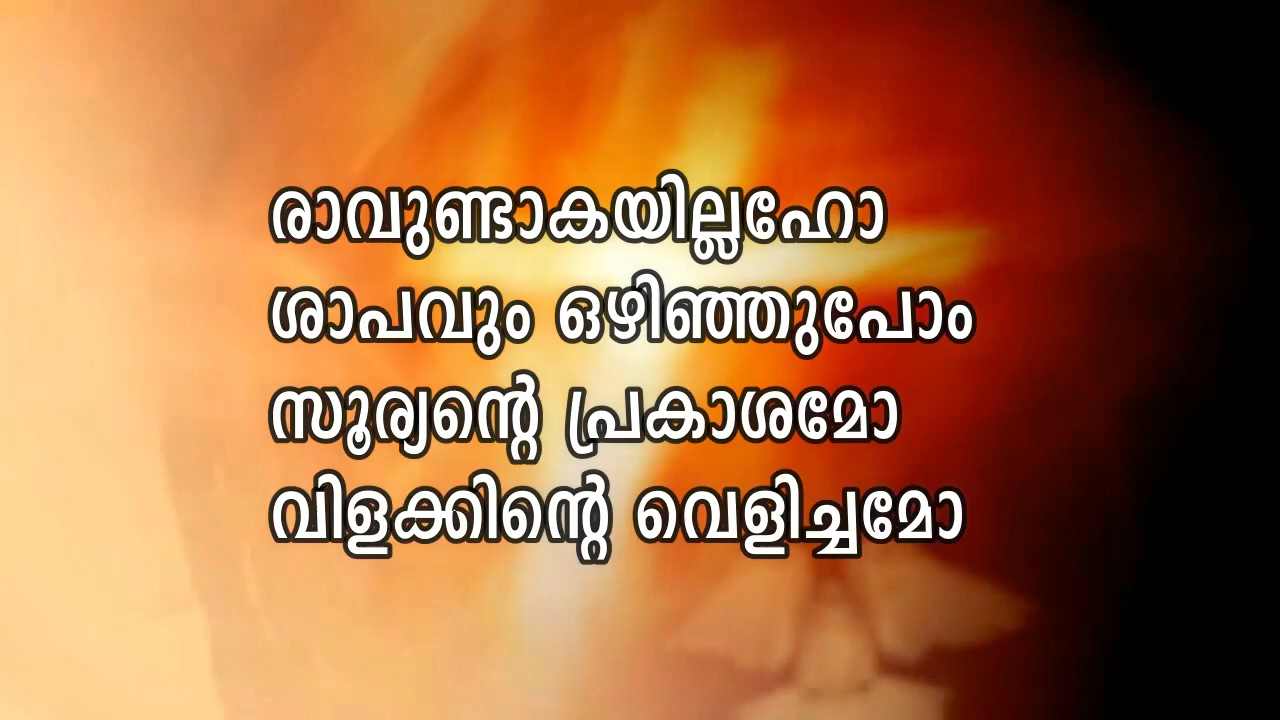 രാവുണ്ടാകയില്ലഹോ
ശാപവും ഒഴിഞ്ഞുപോം
സൂര്യന്റെ പ്രകാശമോ
വിളക്കിന്റെ വെളിച്ചമോ